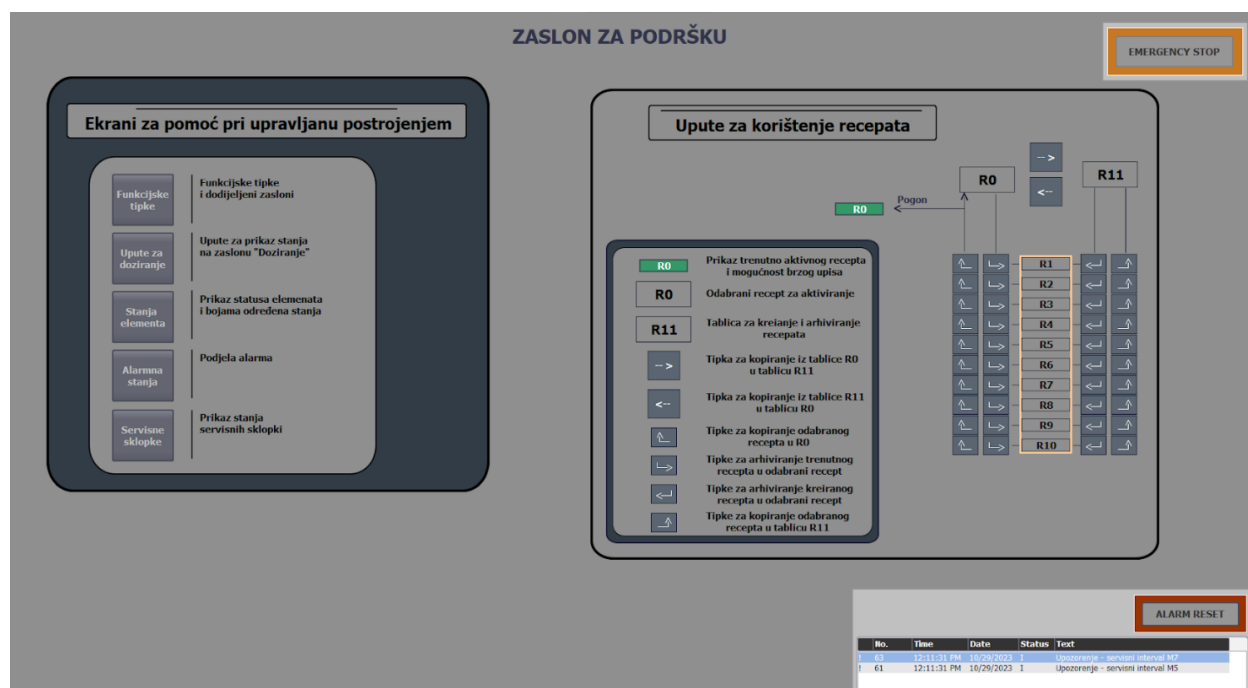 ZASLON ZA PODRŠKU
EMERGENCY STOP
Ekrani za pomoć pri upravljanu postrojenjem
Funkcijske
tipke
Funkcijske tipke
i dodijeljeni zasloni
Upute za
doziranje
Upute za prikaz stanja
na zaslonu "Doziranje"
Stanja
elementa
Prikaz statusa elemenata
i bojama određena stanja
Alarmna
stanja
Podjela alarma
Servisne
sklopke
Prikaz stanja
servisnih sklopki
Upute za korištenje recepata
R0
-->
<--
R11
Pogon
R0
R0
Prikaz trenutno aktivnog recepta
i mogućnost brzog upisa
R0
Odabrani recept za aktiviranje
R11
Tablica za kreianje i arhiviranje
recepata
-->
Tipka za kopiranje iz tablice R0
u tablicu R11
<--
Tipka za kopiranje iz tablice R11
u tablicu R0
Tipke za kopiranje odabranog
recepta u R0
Tipke za arhiviranje trenutnog
recepta u odabrani recept
Tipke za arhiviranje kreiranog
recepta u odabrani recept
Tipke za kopiranje odabranog
recepta u tablicu R11
R1
R2
R3
R4
R5
R6
R7
R8
R9
R10
ALARM RESET
No. Time Date Status Text
! 63 12:11:31 PM 10/29/2023 I Upozorenje - servisni interval M7
! 61 12:11:31 PM 10/29/2023 I Upozorenje - servisni interval M5